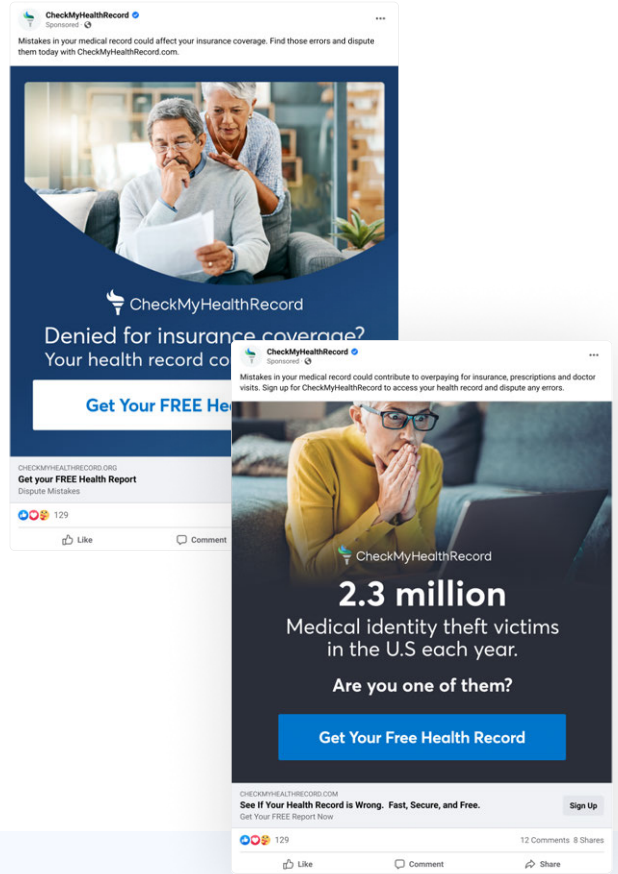 CheckMyHealthRecord
Sponsored ·
Mistakes in your medical record could affect your insurance coverage. Find those errors and dispute
them today with CheckMyHealthRecord.com.
CheckMyHealthRecord
Denied for insurance coverage?
Your health record co
Get Your FREE He
CHECKMYHEALTHRECORD.ORG
Get your FREE Health Report
Dispute Mistakes
129
Like
Comment
CheckMyHealthRecord
Sponsored ·
Mistakes in your medical record could contribute to overpaying for insurance, prescriptions and doctor
visits. Sign up for CheckMyHealthRecord to access your health record and dispute any errors.
CheckMyHealthRecord
2.3 million
Medical identity theft victims
in the U.S each year.
Are you one of them?
Get Your Free Health Record
CHECKMYHEALTHRECORD.COM
See If Your Health Record is Wrong. Fast, Secure, and Free.
Get Your FREE Report Now
Sign Up
129
12 Comments 8 Shares
Like
Comment
Share